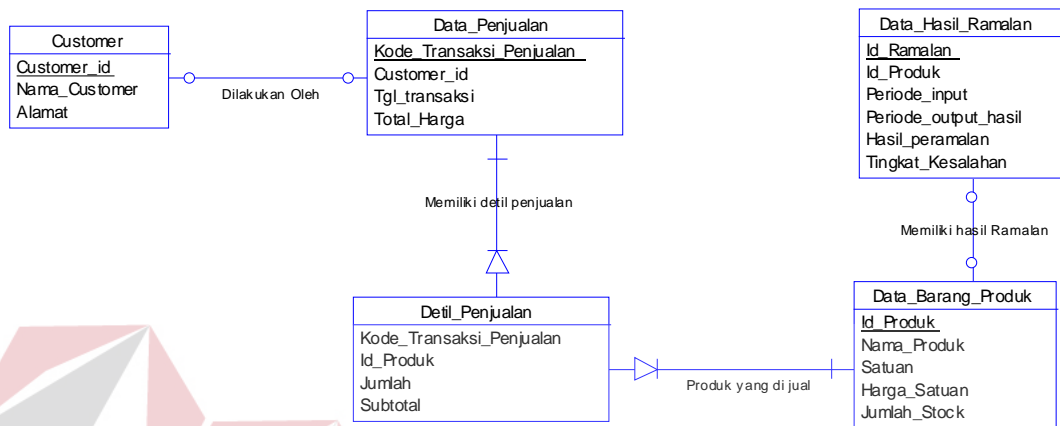 Customer
Customer_id
Nama_Customer
Alamat
Dilakukan Oleh
Data_Penjualan
Kode_Transaksi_Penjualan
Customer_id
Tgl_transaksi
Total_Harga
Data_Hasil_Ramalan
Id_Ramalan
Id_Produk
Periode_input
Periode_output_hasil
Hasil_peramalan
Tingkat_Kesalahan
Memiliki detil penjualan
Memiliki hasil Ramalan
Detil_Penjualan
Kode_Transaksi_Penjualan
Id_Produk
Jumlah
Subtotal
Produk yang di jual
Data_Barang_Produk
Id_Produk
Nama_Produk
Satuan
Harga_Satuan
Jumlah_Stock